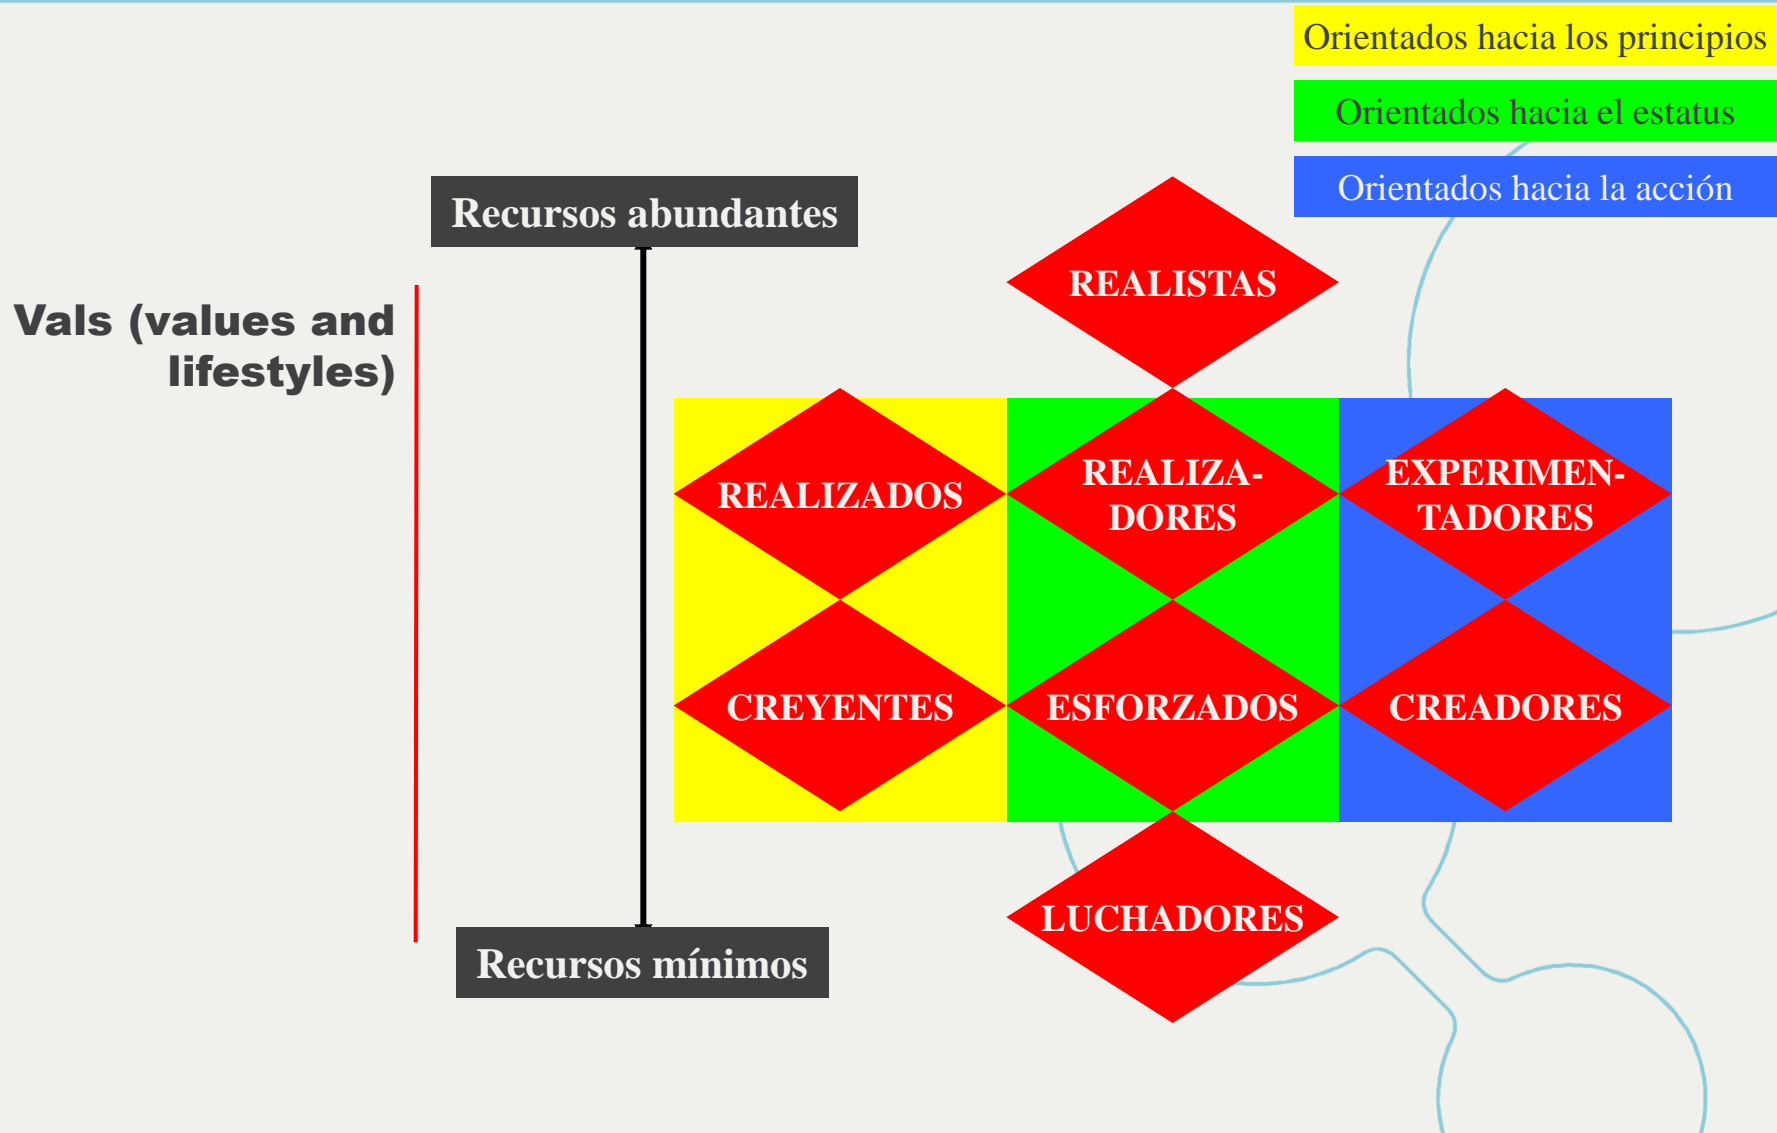 Orientados hacia los principios
Orientados hacia el estatus
Orientados hacia la acción
Recursos abundantes
Vals (values and
lifestyles)
REALISTAS
REALIZADOS
REALIZA-
DORES
EXPERIMEN-
TADORES
CREYENTES
ESFORZADOS
CREADORES
LUCHADORES
Recursos mínimos